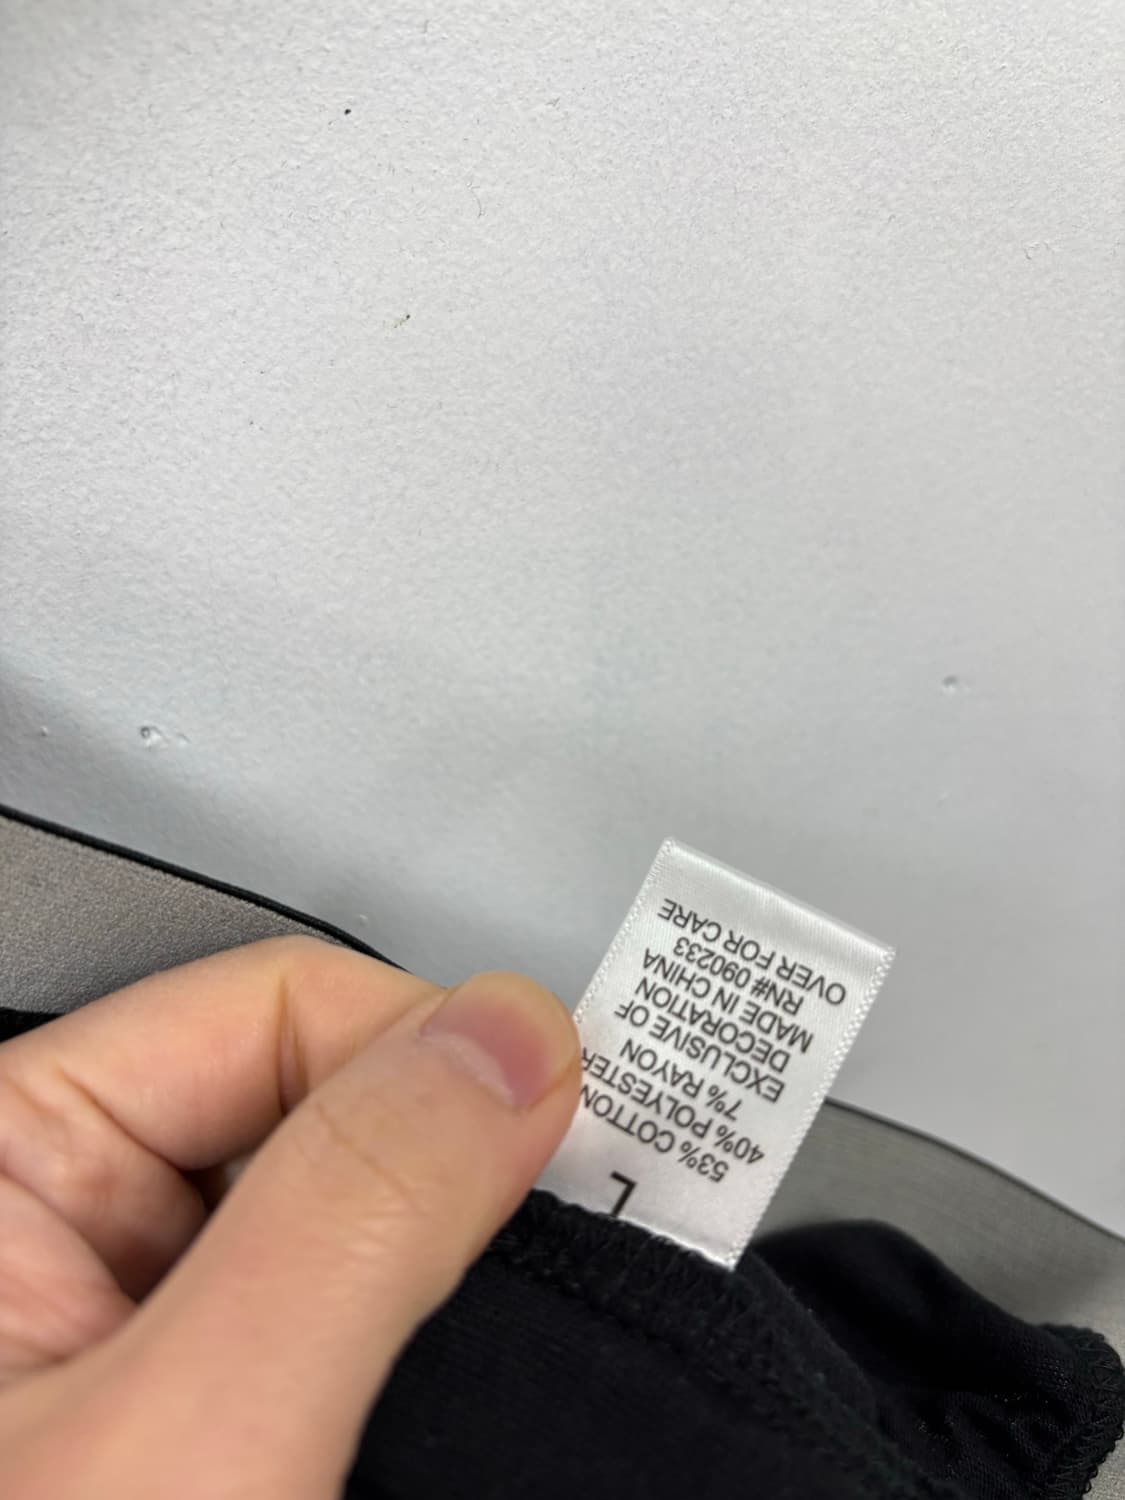 L
53% COTTON
40% POLYESTER
7% RAYON
EXCLUSIVE OF
DECORATION
MADE IN CHINA
RN# 090233
OVER FOR CARE